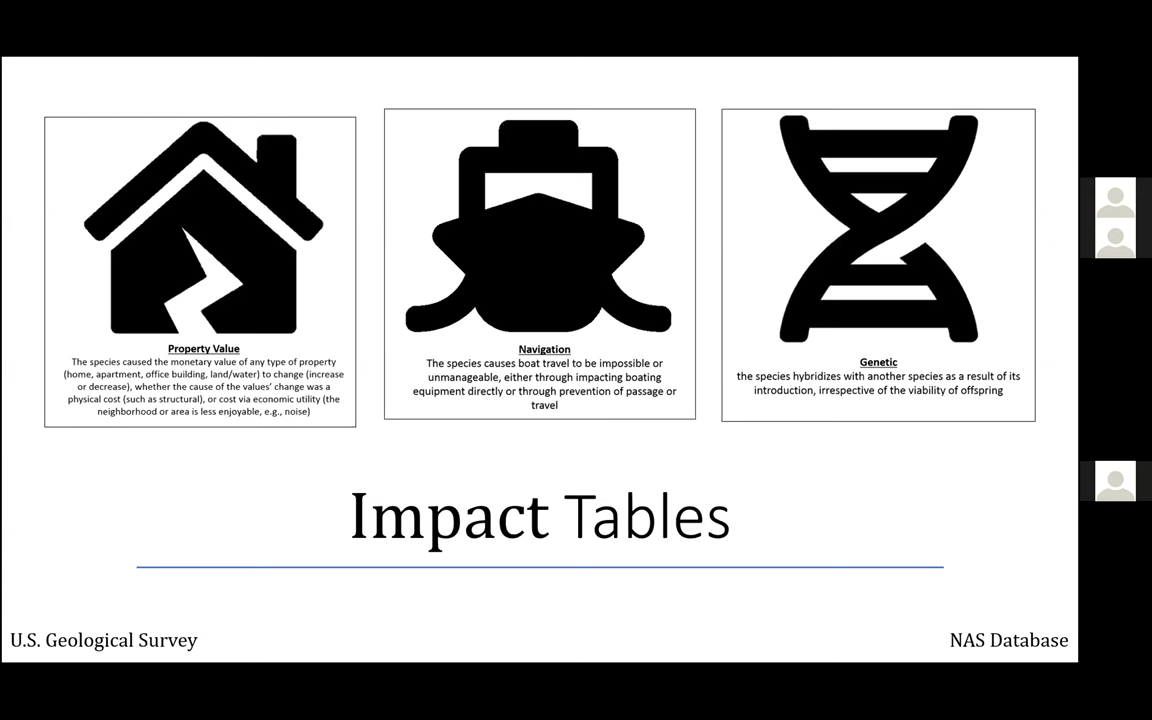 Property Value
The species caused the monetary value of any type of property
(home, apartment, office building, land/water) to change (increase
or decrease), whether the cause of the values' change was a
physical cost (such as structural), or cost via economic utility (the
neighborhood or area is less enjoyable, e.g., noise)
Navigation
The species causes boat travel to be impossible or
unmanageable, either through impacting boating
equipment directly or through prevention of passage or
travel
Genetic
the species hybridizes with another species as a result of its
introduction, irrespective of the viability of offspring
Impact Tables
U.S. Geological Survey
NAS Database